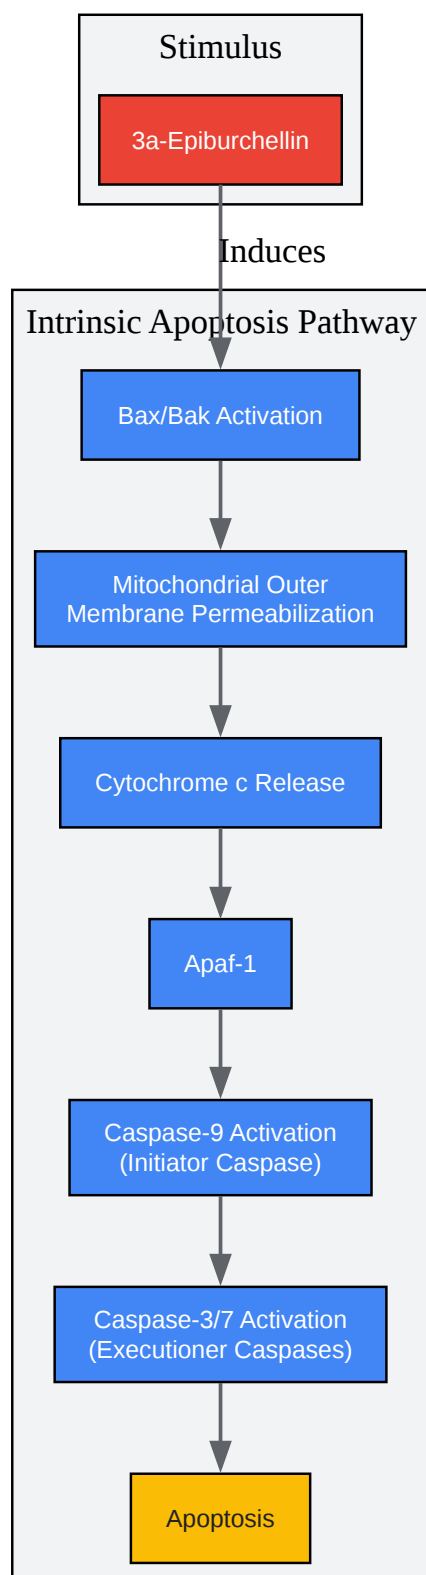 Stimulus
3a-Epiburchellin
Induces
Intrinsic Apoptosis Pathway
Bax/Bak Activation
Mitochondrial Outer
Membrane Permeabilization
Cytochrome c Release
Apaf-1
Caspase-9 Activation
(Initiator Caspase)
Caspase-3/7 Activation
(Executioner Caspases)
Apoptosis